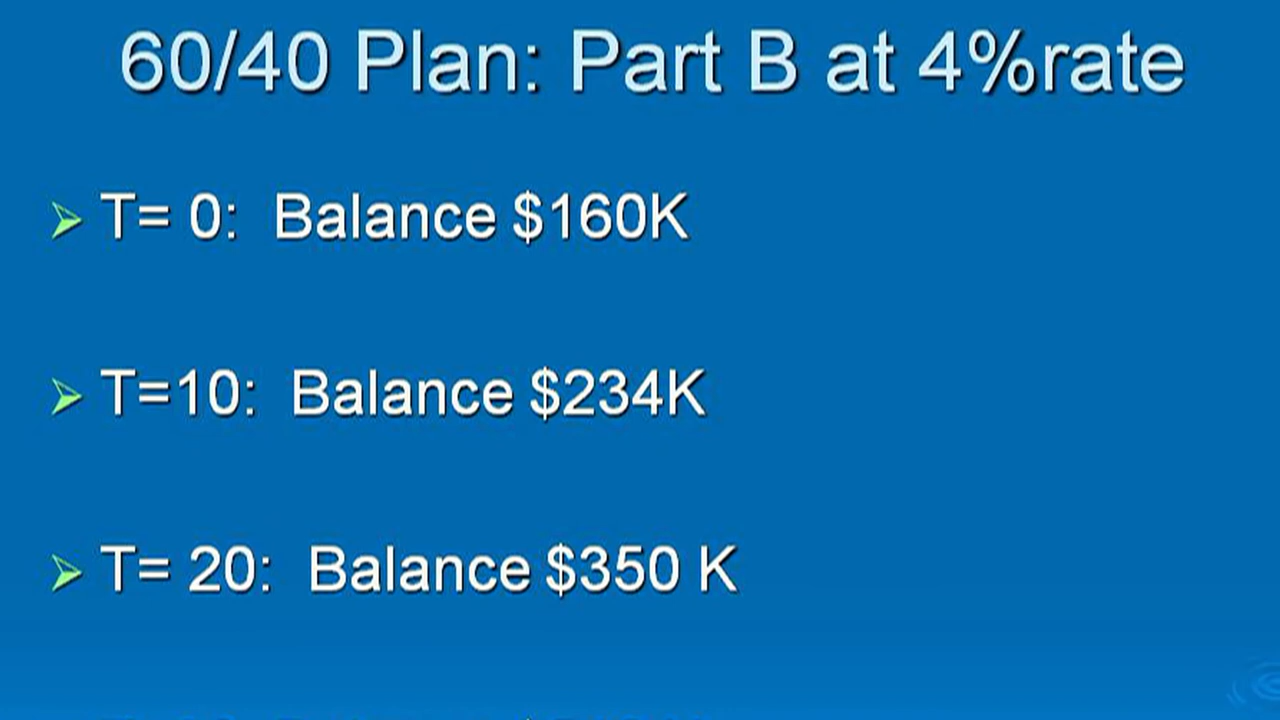 60/40 Plan: Part B at 4%rate
T= 0: Balance $160K
T=10: Balance $234K
T= 20: Balance $350 K